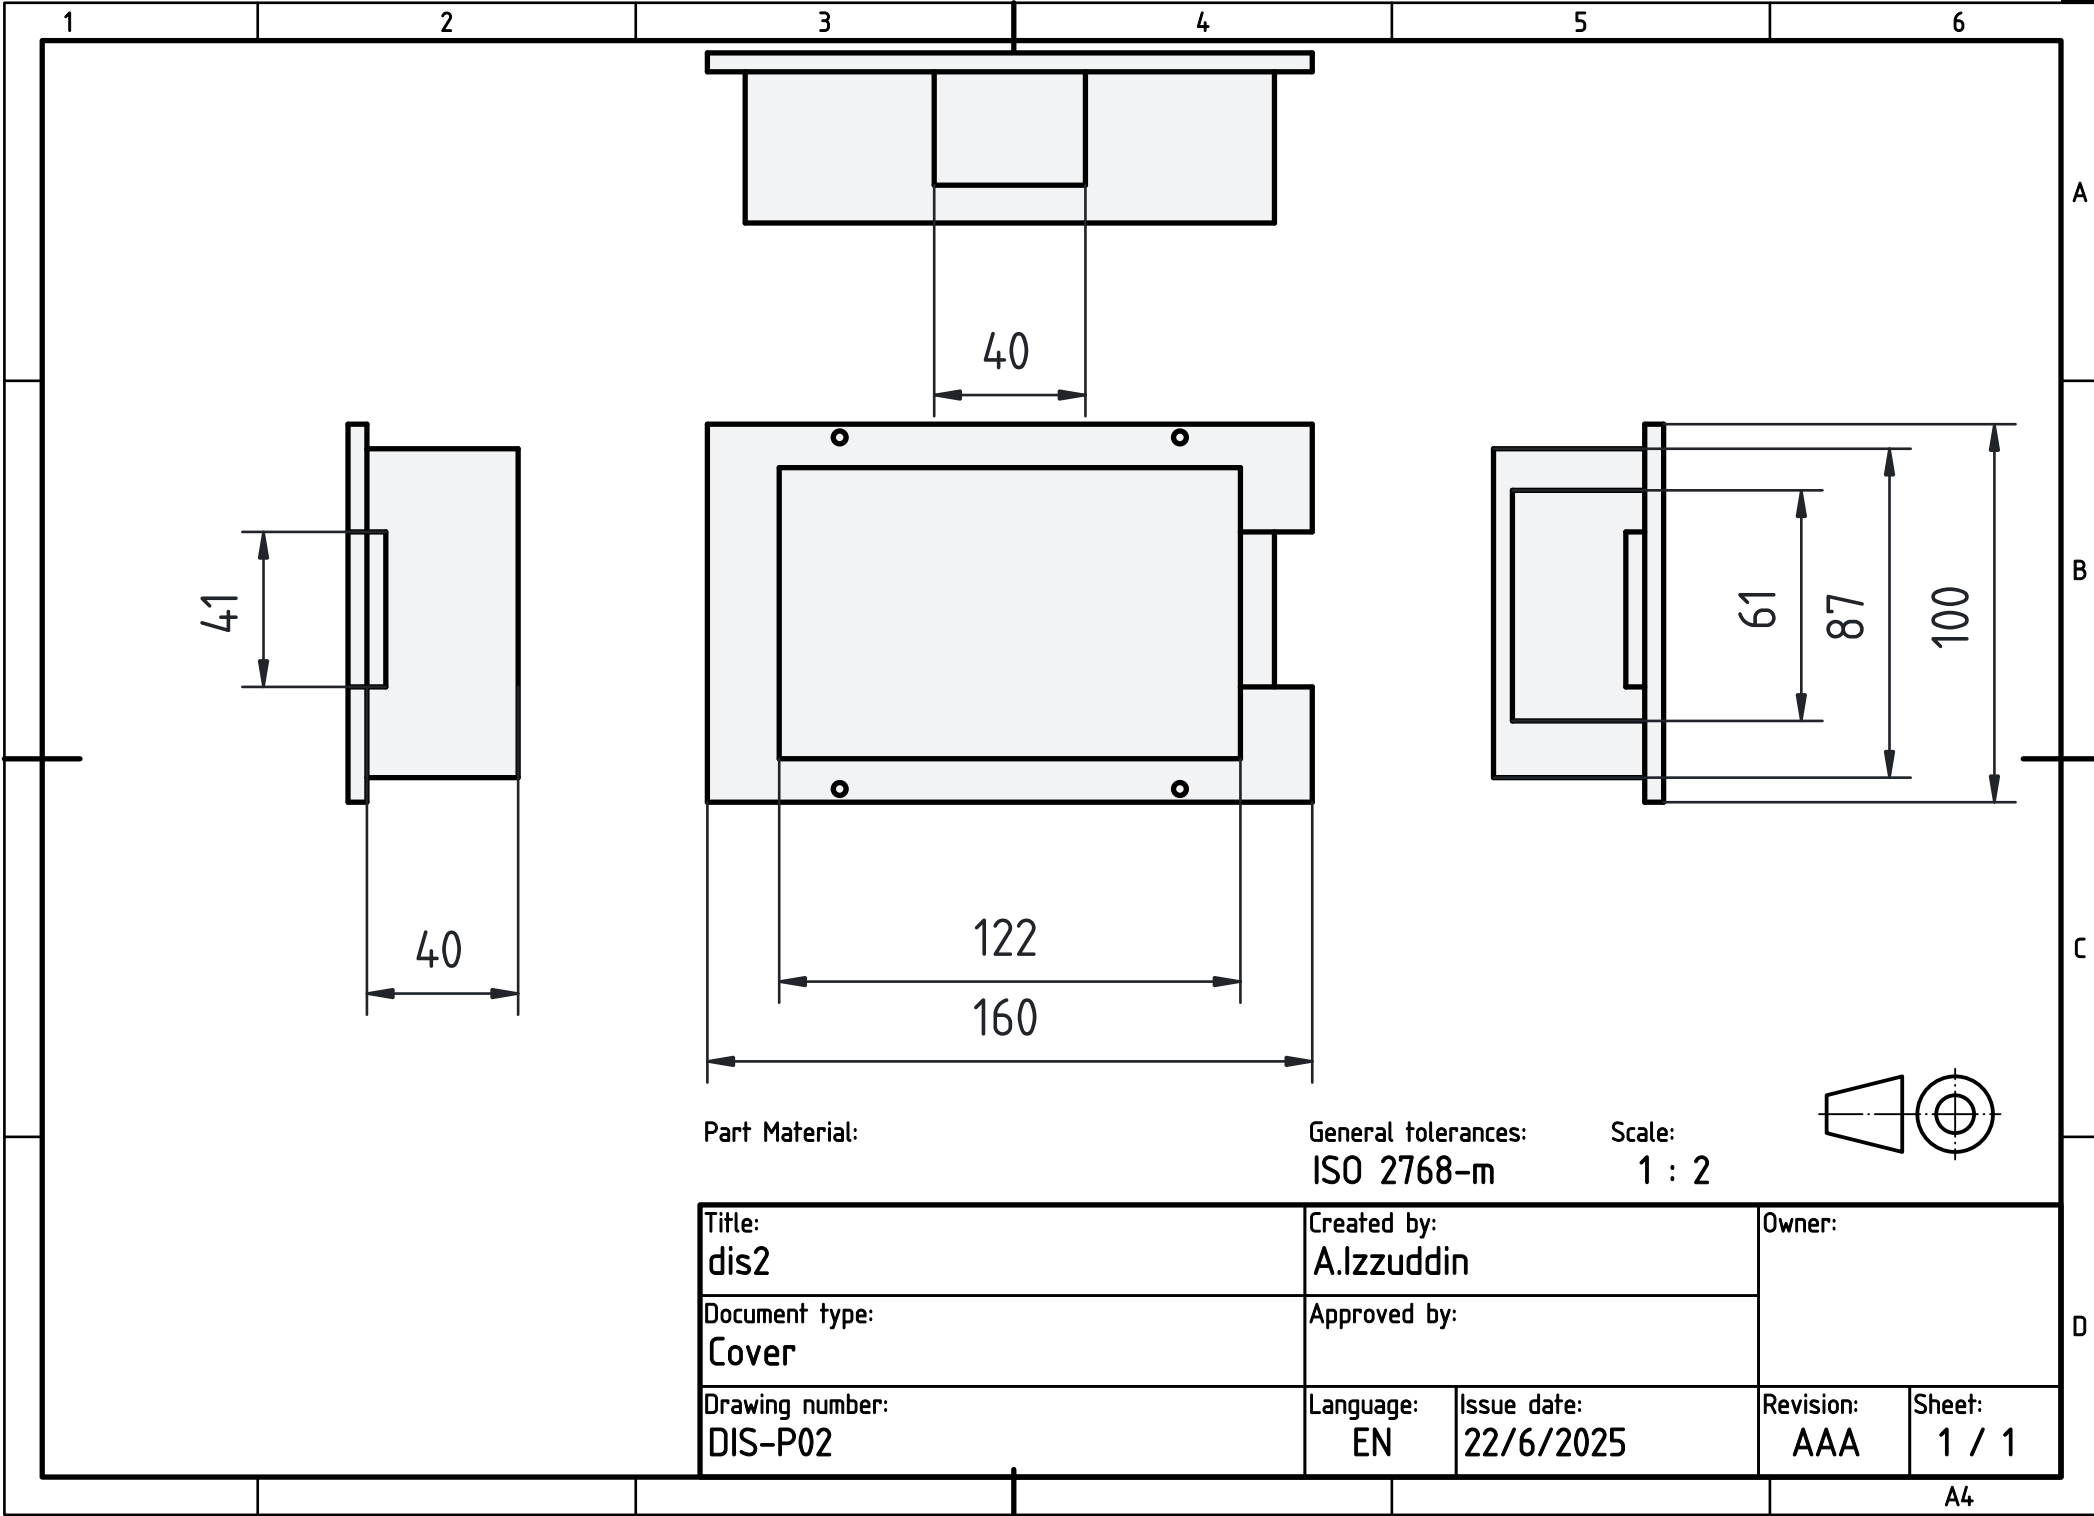 1 2 3 4 5 6
A
40
B
41
61
87
100
C
40
122
160
Part Material:
General tolerances:
ISO 2768-m
Scale:
1 : 2
Title:
dis2
Created by:
A.Izzuddin
Owner:
Document type:
Cover
Approved by:
D
Drawing number:
DIS-P02
Language:
EN
Issue date:
22/6/2025
Revision:
AAA
Sheet:
1 / 1
A4